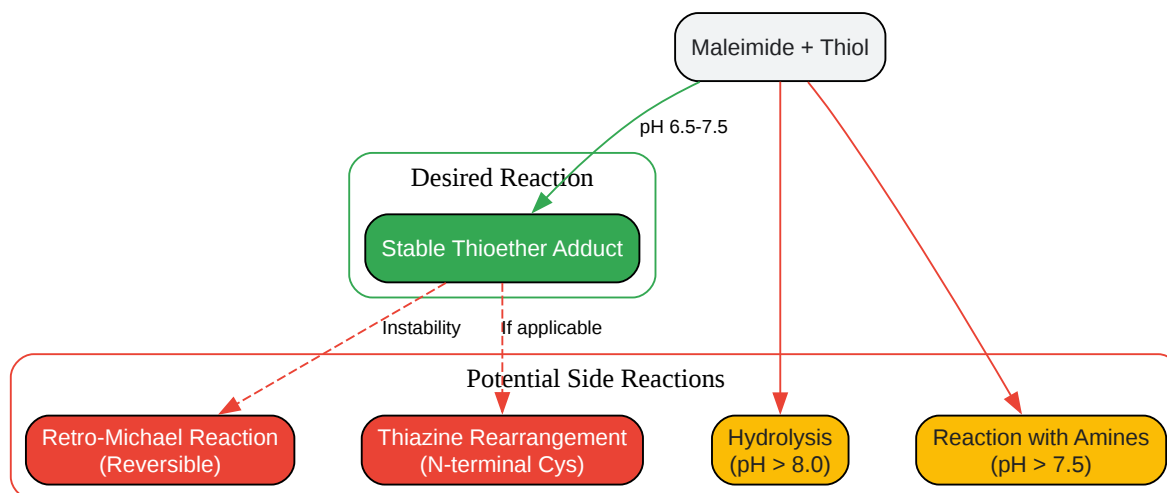 Maleimide + Thiol
pH 6.5-7.5
Desired Reaction
Stable Thioether Adduct
Instability
If applicable
Potential Side Reactions
Retro-Michael Reaction
(Reversible)
Thiazine Rearrangement
(N-terminal Cys)
Hydrolysis
(pH > 8.0)
Reaction with Amines
(pH > 7.5)